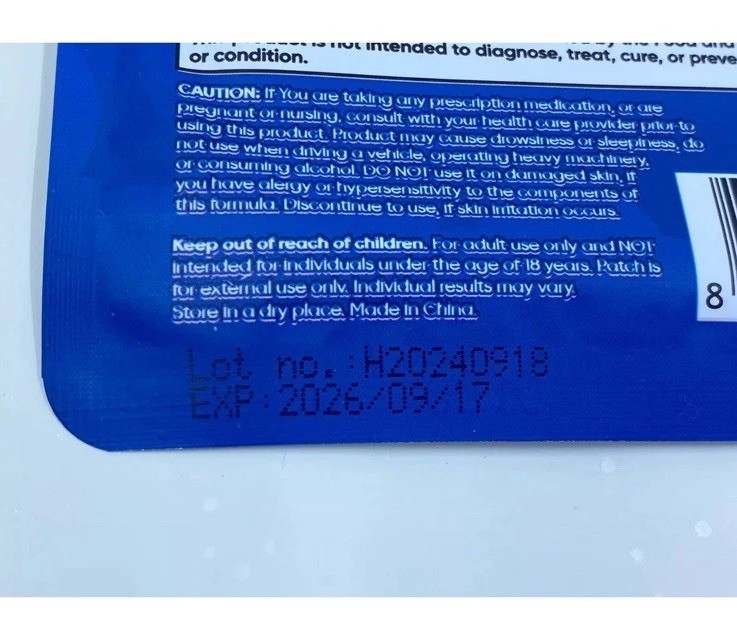 is not intended to diagnose, treat, cure, or preve
or condition.
CAUTION: If You are taking any prescription medication, or are
pregnant or nursing, consult with your health care provider prior to
using this product. Product may cause drowsiness or sleepiness, do
not use when driving a vehicle, operating heavy machinery,
or consuming alcohol. DO NOT use it on damaged skin, if
you have alergy or hypersensitivity to the components of
this formula. Discontinue to use, if skin irritation occurs.
Keep out of reach of children. For adult use only and NOT
intended for individuals under the age of 18 years. Patch is
for external use only. Individual results may vary.
Store in a dry place. Made in China.
8
Lot no.:H20240918
EXP:2026/09/17